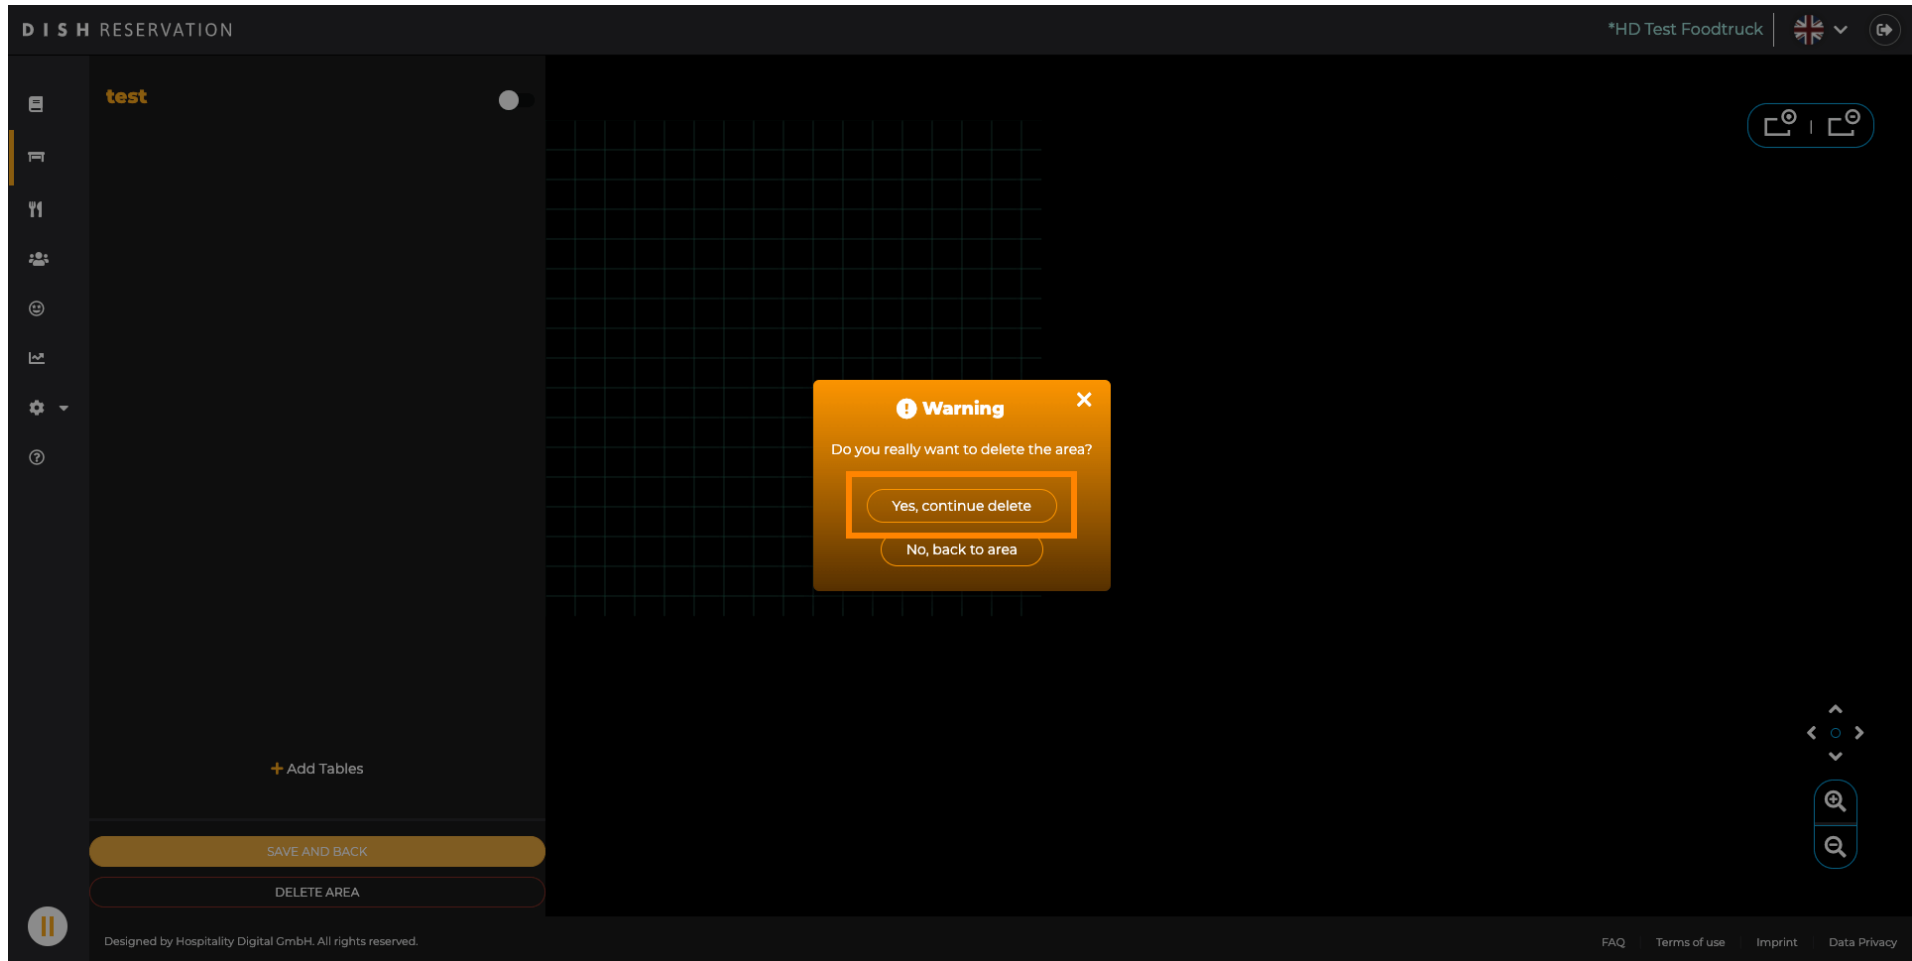 DISH RESERVATION
*HD Test Foodtruck
test
Warning
Do you really want to delete the area?
Yes, continue delete
No, back to area
Add Tables
SAVE AND BACK
DELETE AREA
Designed by Hospitality Digital GmbH. All rights reserved.
FAQ
Terms of use
Imprint
Data Privacy